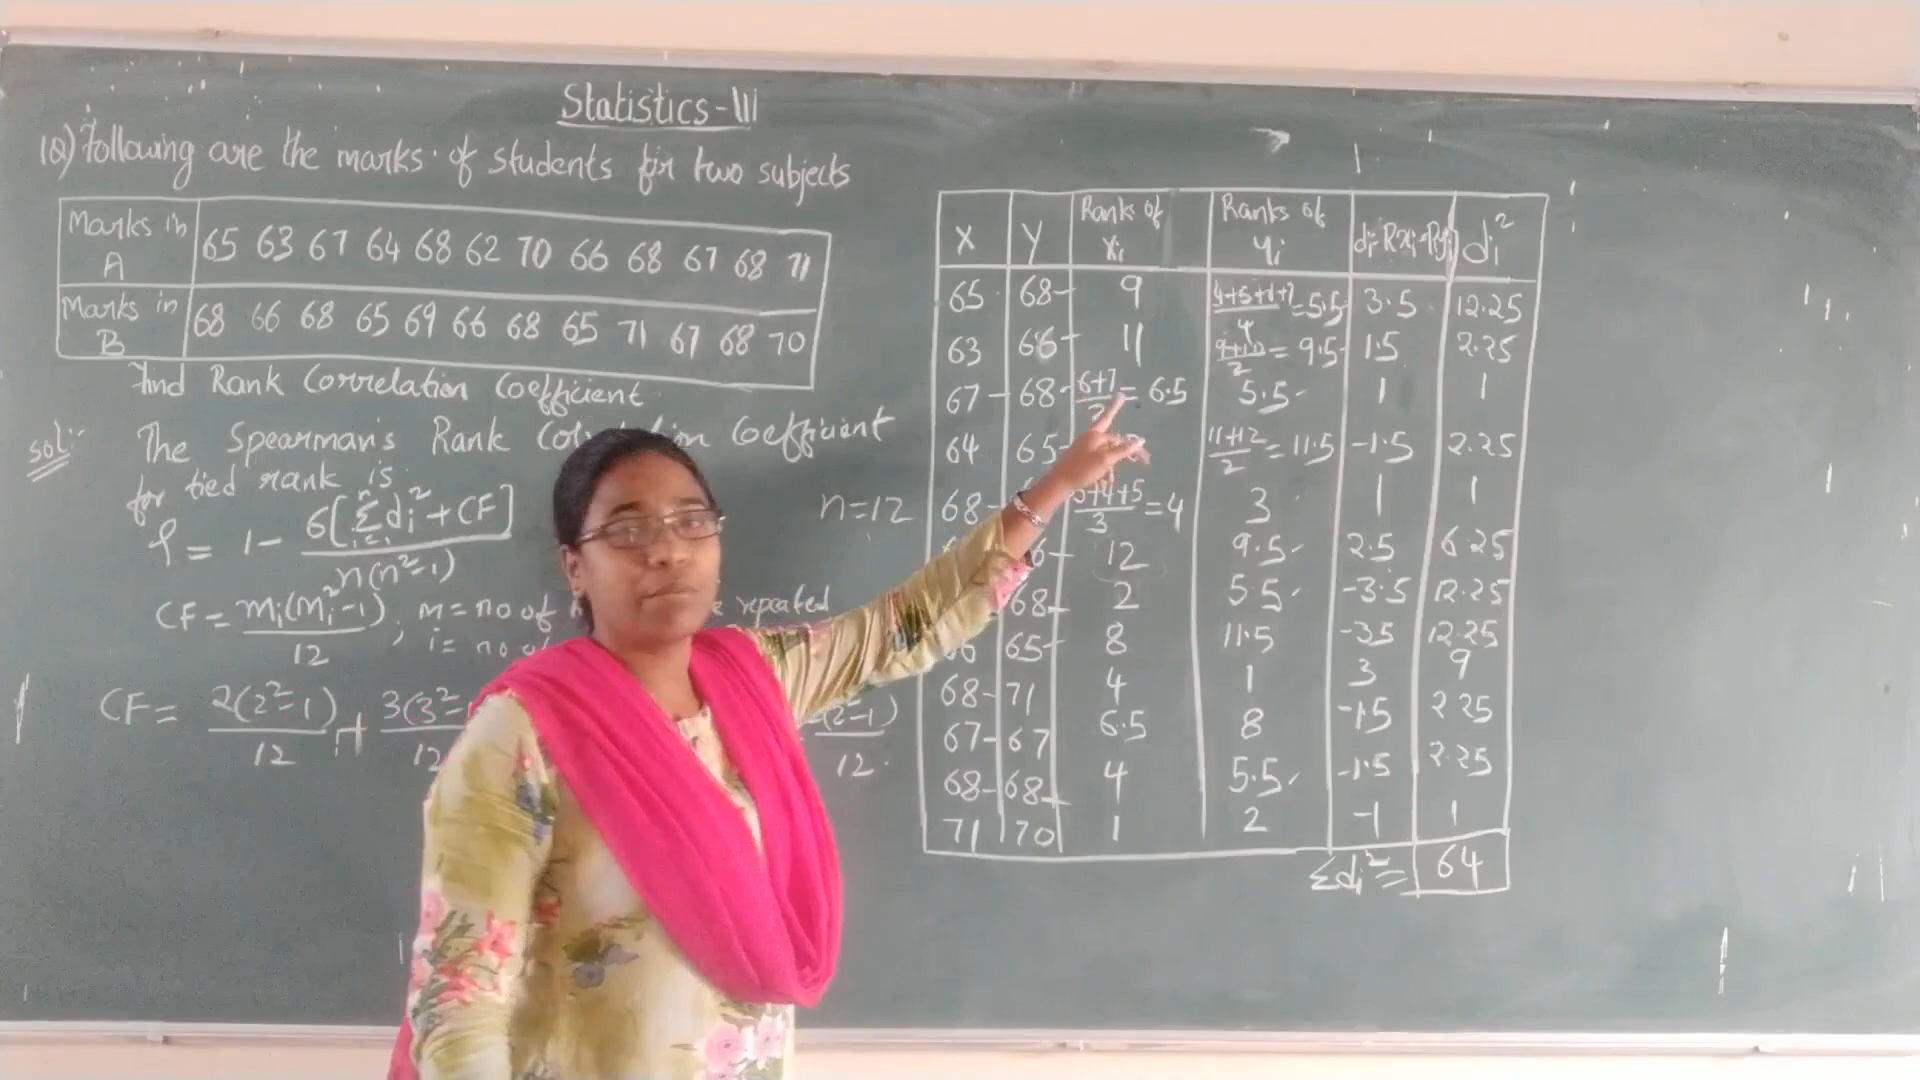 Statistics-III
1Q) Following are the marks of students for two subjects
Marks in A 65 63 67 64 68 62 70 66 68 67 68 71
Marks in B 68 66 68 65 69 66 68 65 71 67 68 70
Find Rank Correlation Coefficient
Sol:- The Spearman's Rank Coefficient
for tied rank is
ρ = 1 - 6[Σdi² + CF] / n(n²-1)
n=12
CF = mi(mi²-1)/12 ; m = no of repeated
i = no of
CF = 2(2²-1)/12 + 3(3²- 12 (2²-1)/12
X Y Ranks of xi Ranks of yi di=Rxi-Ryi di²
65 68 9 4+5+6+7/4 = 5.5 3.5 12.25
63 66 11 9+10/2 = 9.5 1.5 2.25
67 68 6+7/2 = 6.5 5.5 1 1
64 65 11+12/2 = 11.5 -1.5 2.25
68 +4+5/3 = 4 3 1 1
12 9.5 2.5 6.25
68 2 5.5 -3.5 12.25
66 65 8 11.5 -3.5 12.25
68 71 4 1 3 9
67 67 6.5 8 -1.5 2.25
68 68 4 5.5 -1.5 2.25
71 70 1 2 -1 1
Σdi² = 64